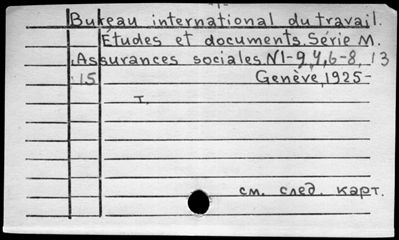 Bureau international du travail.
Études et documents. Série M.
Assurances sociales N1-9 4, 6-8, 13
15 Genève, 1925-
т.
см. след. карт.